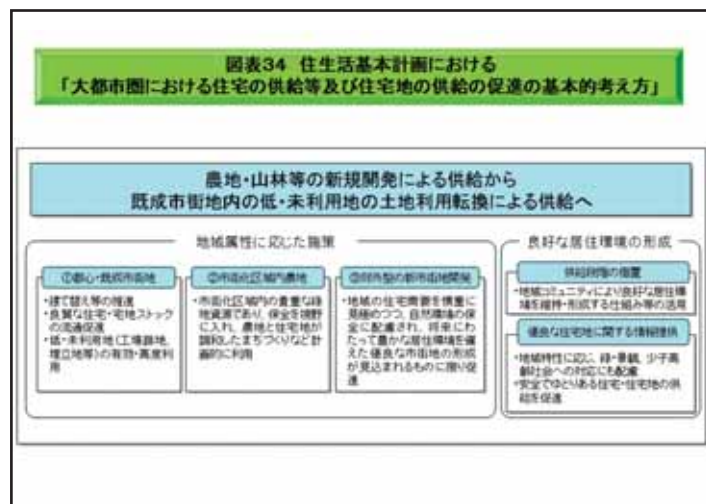 図表34 住生活基本計画における
「大都市圏における住宅の供給等及び住宅地の供給の促進の基本的考え方」
農地・山林等の新規開発による供給から
既成市街地内の低・未利用地の土地利用転換による供給へ
地域属性に応じた施策
①都心・既成市街地
・建て替え等の推進
・良質な住宅・宅地ストック
の流通促進
・低・未利用地(工場跡地、
埋立地等)の有効・高度利
用
②市街化区域内農地
・市街化区域内の貴重な緑
地資源であり、保全を視野
に入れ、農地と住宅地が
調和したまちづくりなど計
画的に利用
③郊外型の新市街地開発
・地域の住宅需要を慎重に
見極めつつ、自然環境の保
全に配慮され、将来にわ
たって豊かな居住環境を備
えた優良な市街地の形成
が見込まれるものに限り促
進
良好な居住環境の形成
供給段階の措置
・地域コミュニティにより良好な居住環
境を維持・形成する仕組み等の活用
優良な住宅地に関する情報提供
・地域特性に応じ、緑・景観、少子高
齢社会への対応にも配慮
・安全でゆとりある住宅・住宅地の供
給を促進